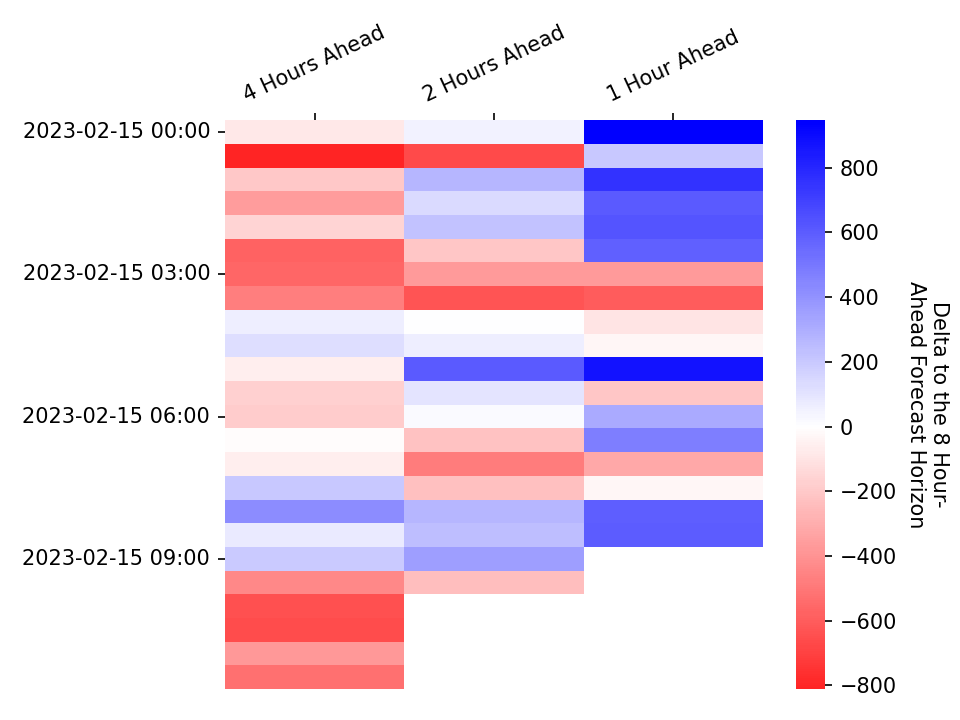 4 Hours Ahead
2 Hours Ahead
1 Hour Ahead
2023-02-15 00:00
2023-02-15 03:00
2023-02-15 06:00
2023-02-15 09:00
800
600
400
200
0
−200
−400
−600
−800
Delta to the 8 Hour-
Ahead Forecast Horizon